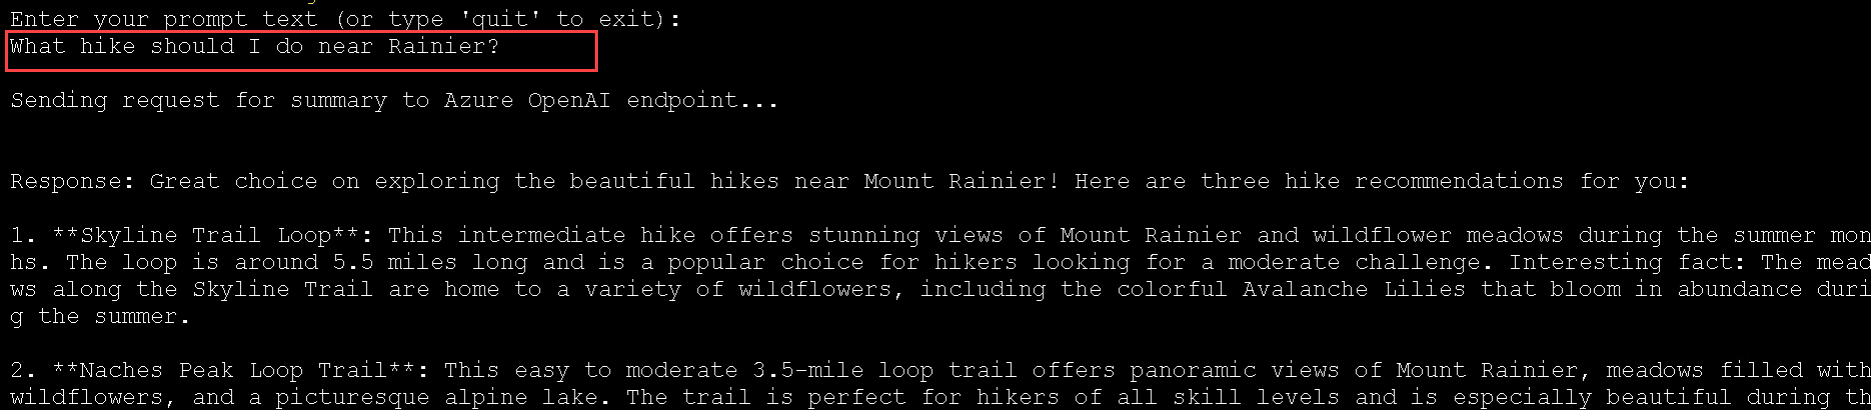 Enter your prompt text (or type 'quit' to exit):
What hike should I do near Rainier?
Sending request for summary to Azure OpenAI endpoint...
Response: Great choice on exploring the beautiful hikes near Mount Rainier! Here are three hike recommendations for you:
1. **Skyline Trail Loop**: This intermediate hike offers stunning views of Mount Rainier and wildflower meadows during the summer mon
hs. The loop is around 5.5 miles long and is a popular choice for hikers looking for a moderate challenge. Interesting fact: The mead
ws along the Skyline Trail are home to a variety of wildflowers, including the colorful Avalanche Lilies that bloom in abundance duri
g the summer.
2. **Naches Peak Loop Trail**: This easy to moderate 3.5-mile loop trail offers panoramic views of Mount Rainier, meadows filled with
wildflowers, and a picturesque alpine lake. The trail is perfect for hikers of all skill levels and is especially beautiful during th